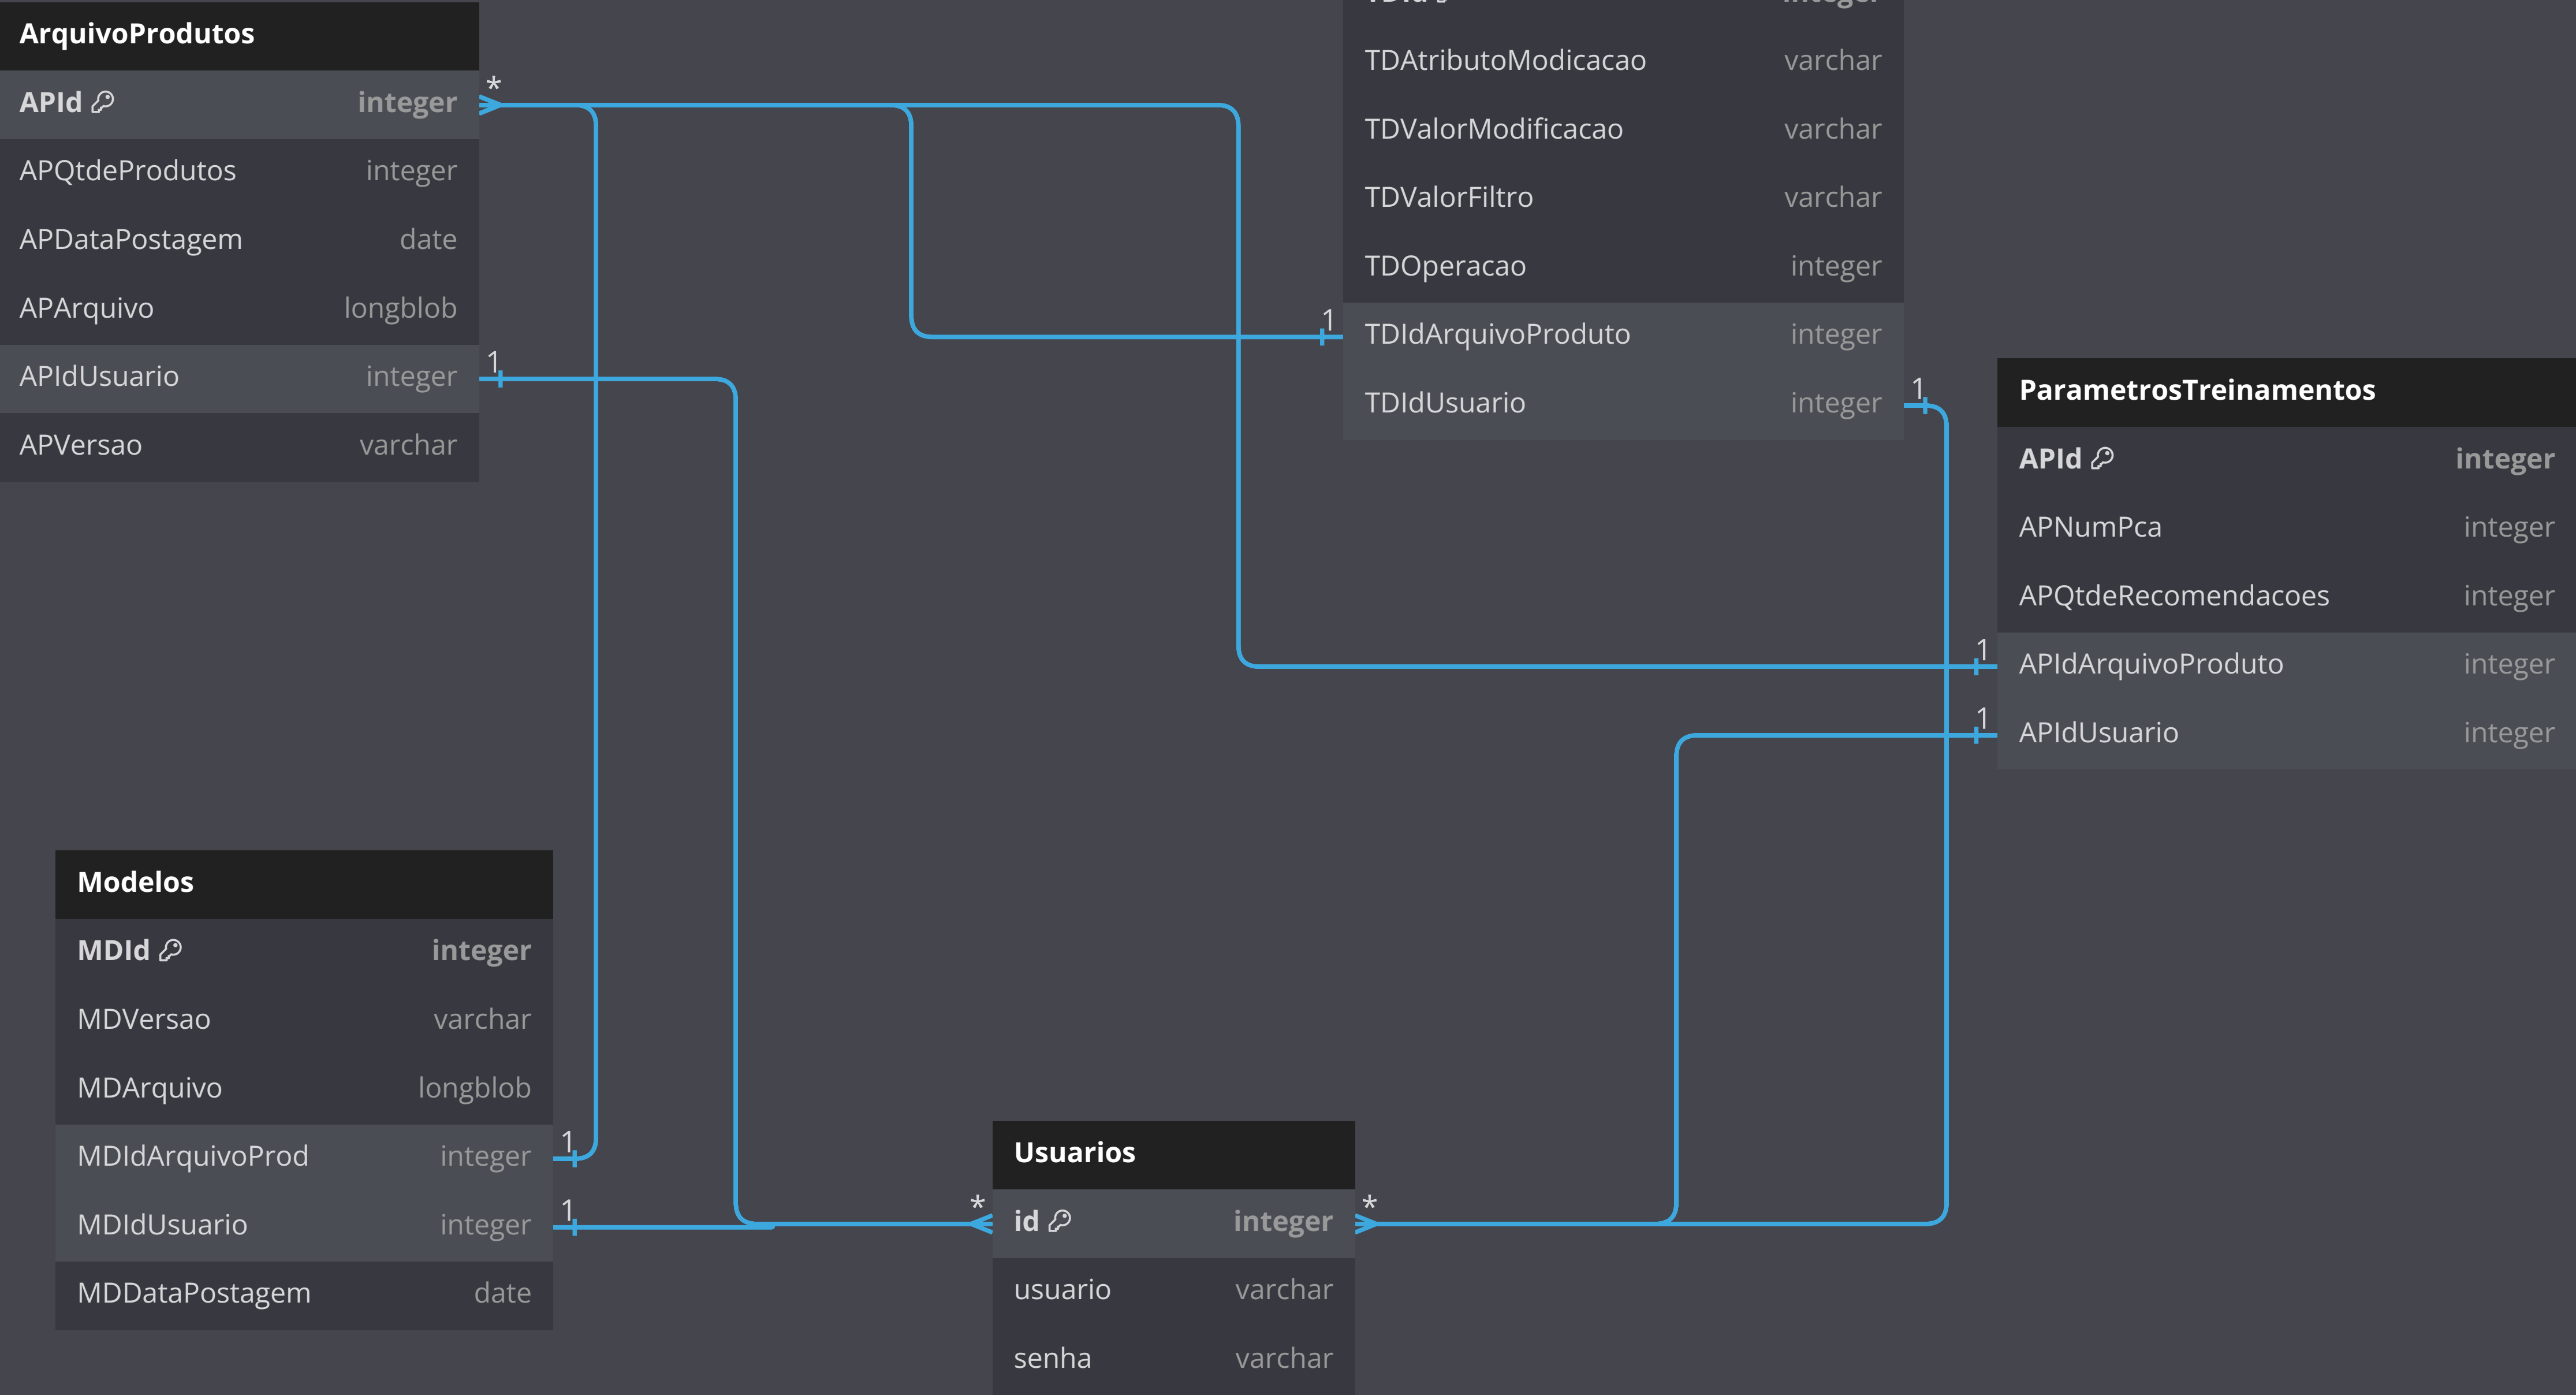 ArquivoProdutos
APId integer
APQtdeProdutos integer
APDataPostagem date
APArquivo longblob
APIdUsuario integer
APVersao varchar
*
1
TDId integer
TDAtributoModicacao varchar
TDValorModificacao varchar
TDValorFiltro varchar
TDOperacao integer
TDIdArquivoProduto integer
TDIdUsuario integer
1
1
ParametrosTreinamentos
APId integer
APNumPca integer
APQtdeRecomendacoes integer
APIdArquivoProduto integer
APIdUsuario integer
1
1
Modelos
MDId integer
MDVersao varchar
MDArquivo longblob
MDIdArquivoProd integer
MDIdUsuario integer
MDDataPostagem date
1
1
Usuarios
id integer
usuario varchar
senha varchar
*
*